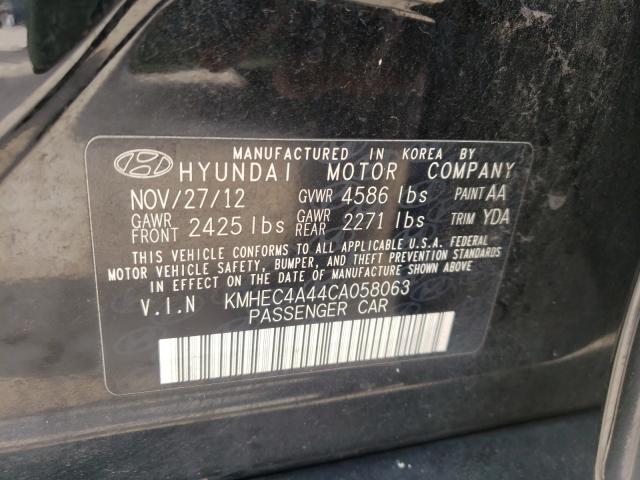 MANUFACTURED IN KOREA BY
HYUNDAI MOTOR COMPANY
NOV/27/12 GVWR 4586 lbs PAINT AA
GAWR FRONT 2425 lbs GAWR REAR 2271 lbs TRIM YDA
THIS VEHICLE CONFORMS TO ALL APPLICABLE U.S.A. FEDERAL
MOTOR VEHICLE SAFETY, BUMPER, AND THEFT PREVENTION STANDARDS
IN EFFECT ON THE DATE OF MANUFACTURE SHOWN ABOVE
V.I.N KMHEC4A44CA058063
PASSENGER CAR